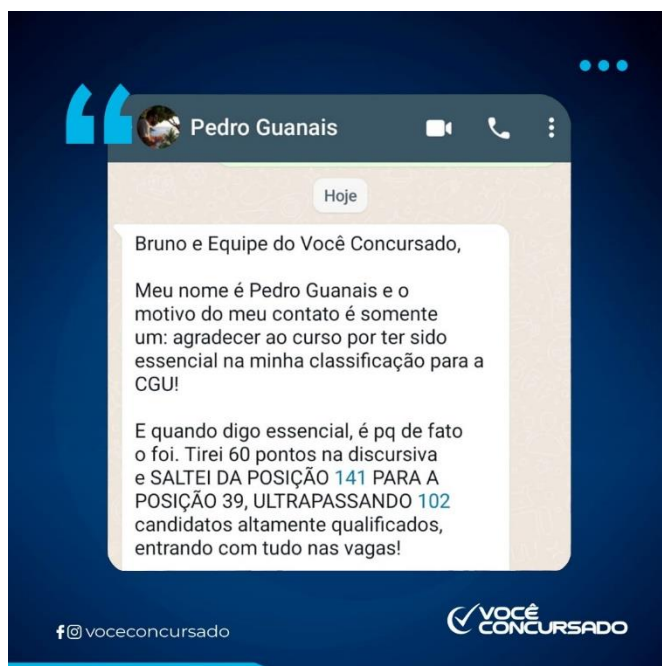 Pedro Guanais
Hoje
Bruno e Equipe do Você Concursado,
Meu nome é Pedro Guanais e o
motivo do meu contato é somente
um: agradecer ao curso por ter sido
essencial na minha classificação para a
CGU!
E quando digo essencial, é pq de fato
o foi. Tirei 60 pontos na discursiva
e SALTEI DA POSIÇÃO 141 PARA A
POSIÇÃO 39, ULTRAPASSANDO 102
candidatos altamente qualificados,
entrando com tudo nas vagas!
voceconcursado
VOCÊ
CONCURSADO